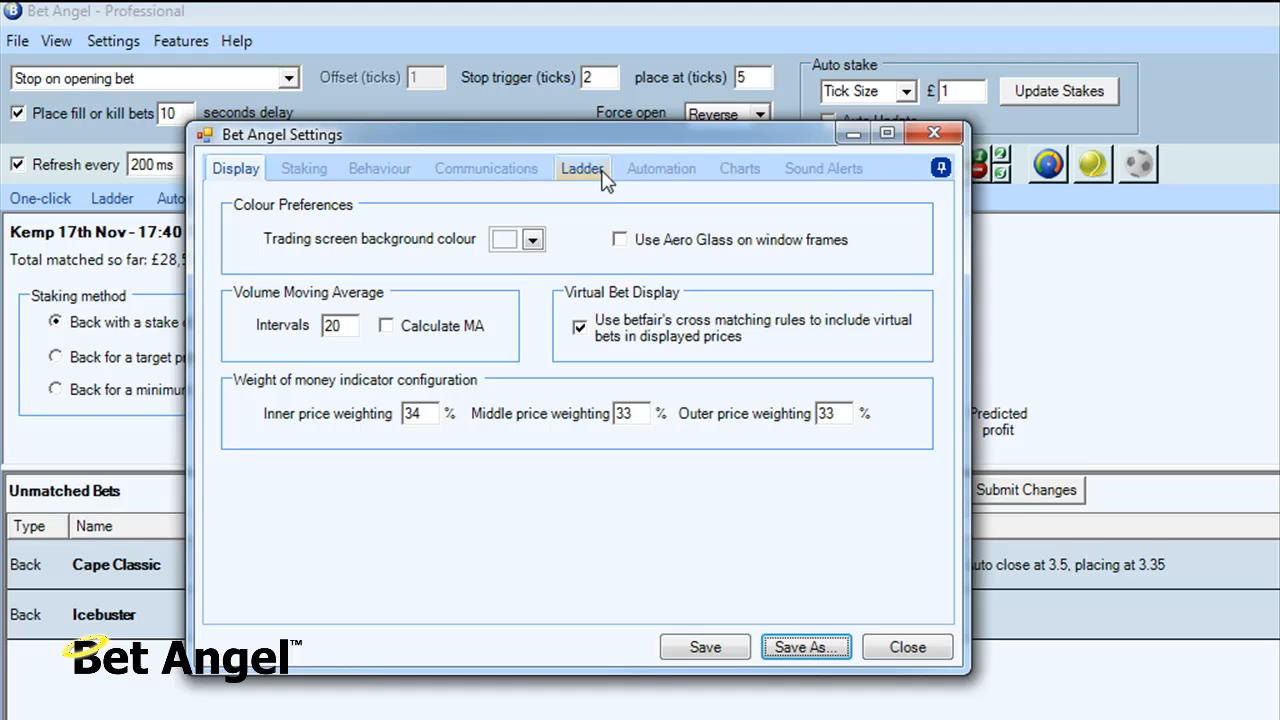 Bet Angel - Professional
File View Settings Features Help
Stop on opening bet Offset (ticks) 1 Stop trigger (ticks) 2 place at (ticks) 5 Auto stake
Tick Size £ 1 Update Stakes
Place fill or kill bets 10 seconds delay Force open Reverse
Auto Update
Bet Angel Settings
Refresh every 200 ms
Display Staking Behaviour Communications Ladder Automation Charts Sound Alerts
One-click Ladder Auto
Colour Preferences
Kemp 17th Nov - 17:40
Trading screen background colour Use Aero Glass on window frames
Total matched so far: £28,5
Staking method Volume Moving Average Virtual Bet Display
Back with a stake Intervals 20 Calculate MA Use betfair's cross matching rules to include virtual
bets in displayed prices
Back for a target
Weight of money indicator configuration
Back for a minimu
Inner price weighting 34 % Middle price weighting 33 % Outer price weighting 33 %
Predicted
profit
Unmatched Bets Submit Changes
Type Name
Back Cape Classic uto close at 3.5, placing at 3.35
Back Icebuster
Save Save As... Close
Bet Angel™